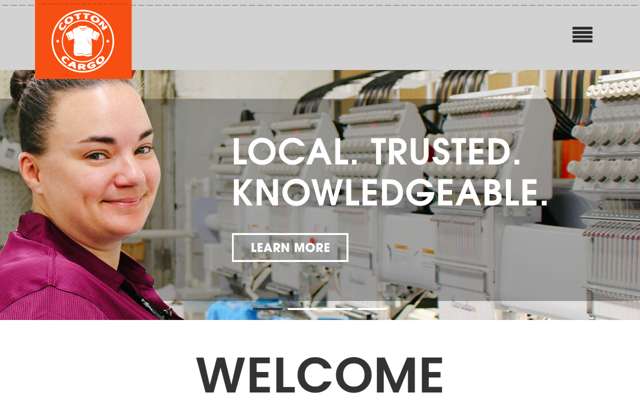 COTTON
CARGO
LOCAL. TRUSTED.
KNOWLEDGEABLE.
LEARN MORE
WELCOME